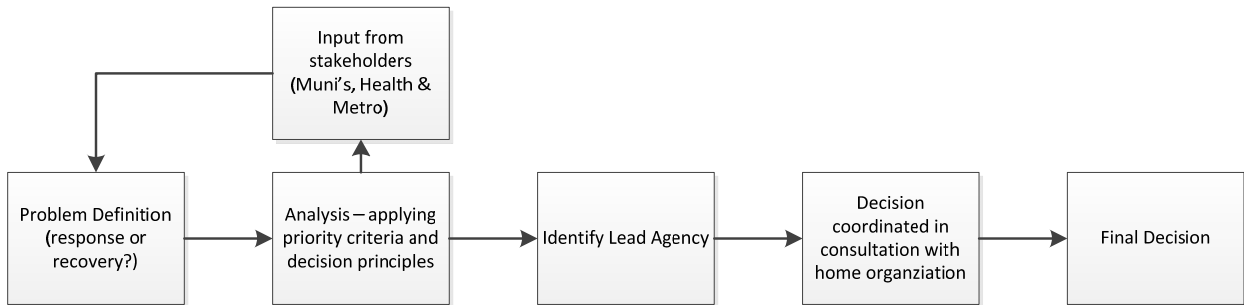 Input from
stakeholders
(Muni's, Health &
Metro)
Problem Definition
(response or
recovery?)
Analysis – applying
priority criteria and
decision principles
Identify Lead Agency
Decision
coordinated in
consultation with
home organziation
Final Decision